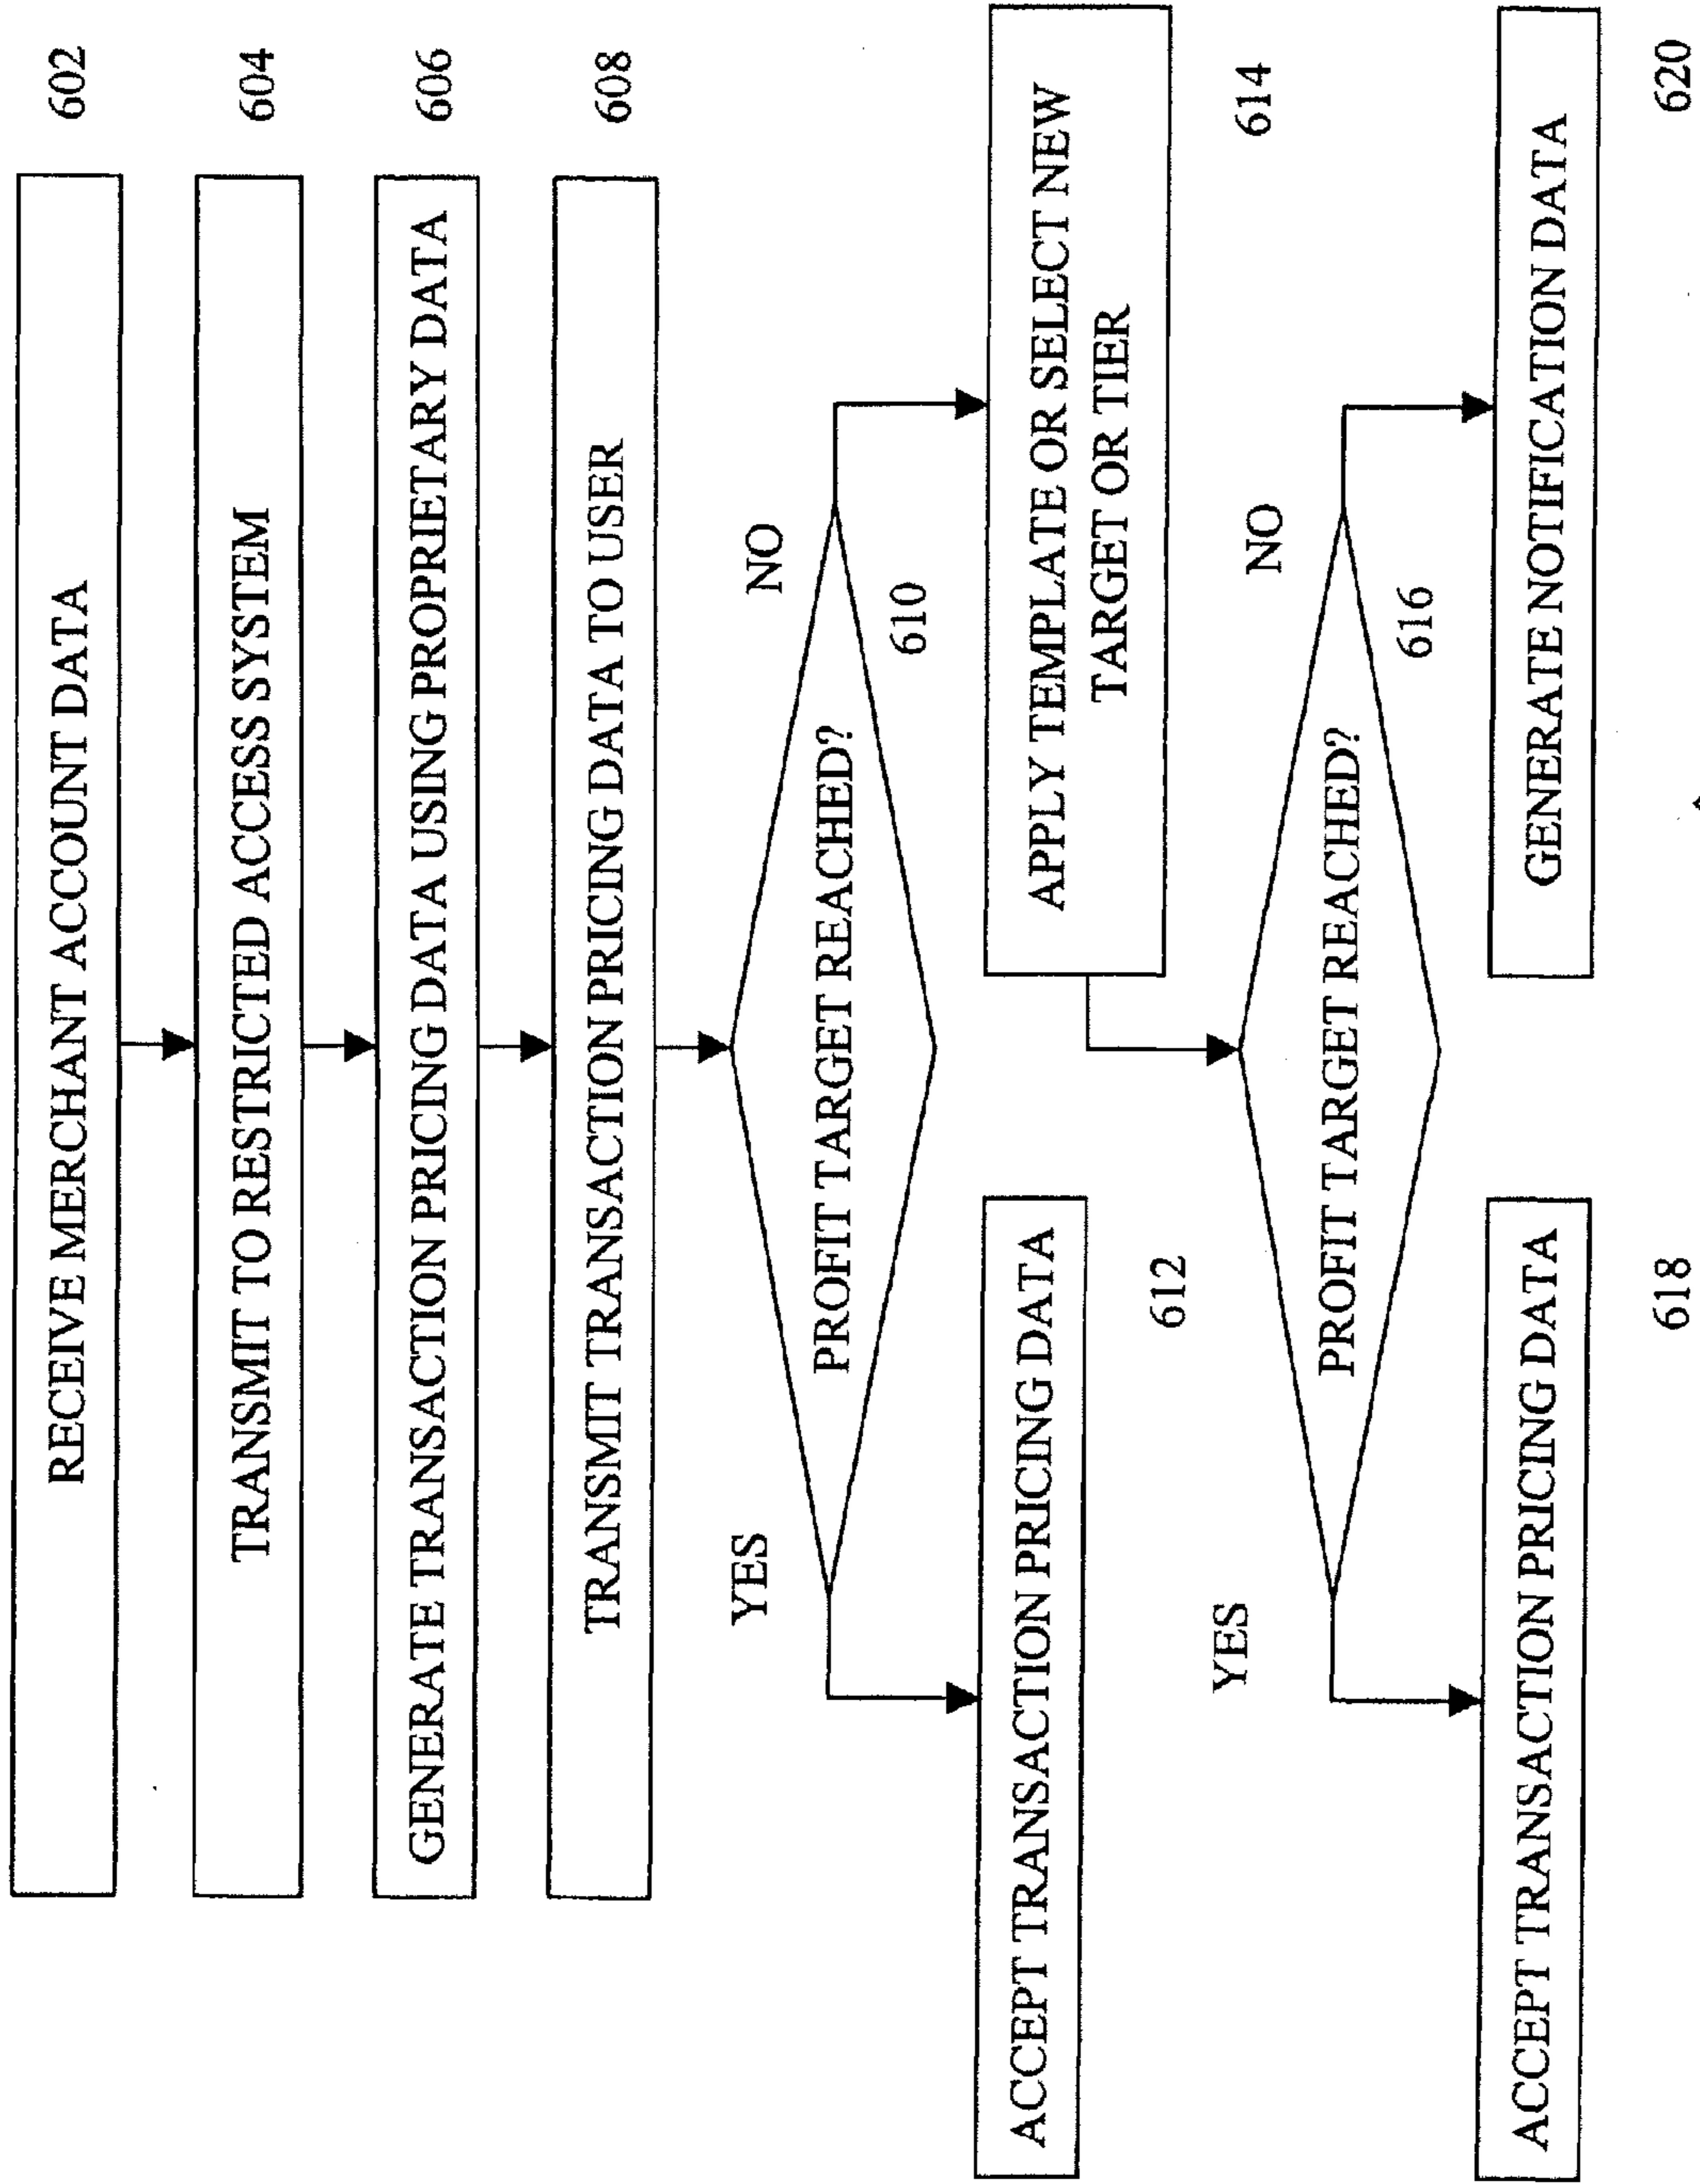 RECEIVE MERCHANT ACCOUNT DATA
602
TRANSMIT TO RESTRICTED ACCESS SYSTEM
604
GENERATE TRANSACTION PRICING DATA USING PROPRIETARY DATA
606
TRANSMIT TRANSACTION PRICING DATA TO USER
608
YES
NO
PROFIT TARGET REACHED?
610
ACCEPT TRANSACTION PRICING DATA
612
APPLY TEMPLATE OR SELECT NEW
TARGET OR TIER
614
YES
NO
PROFIT TARGET REACHED?
616
ACCEPT TRANSACTION PRICING DATA
618
GENERATE NOTIFICATION DATA
620